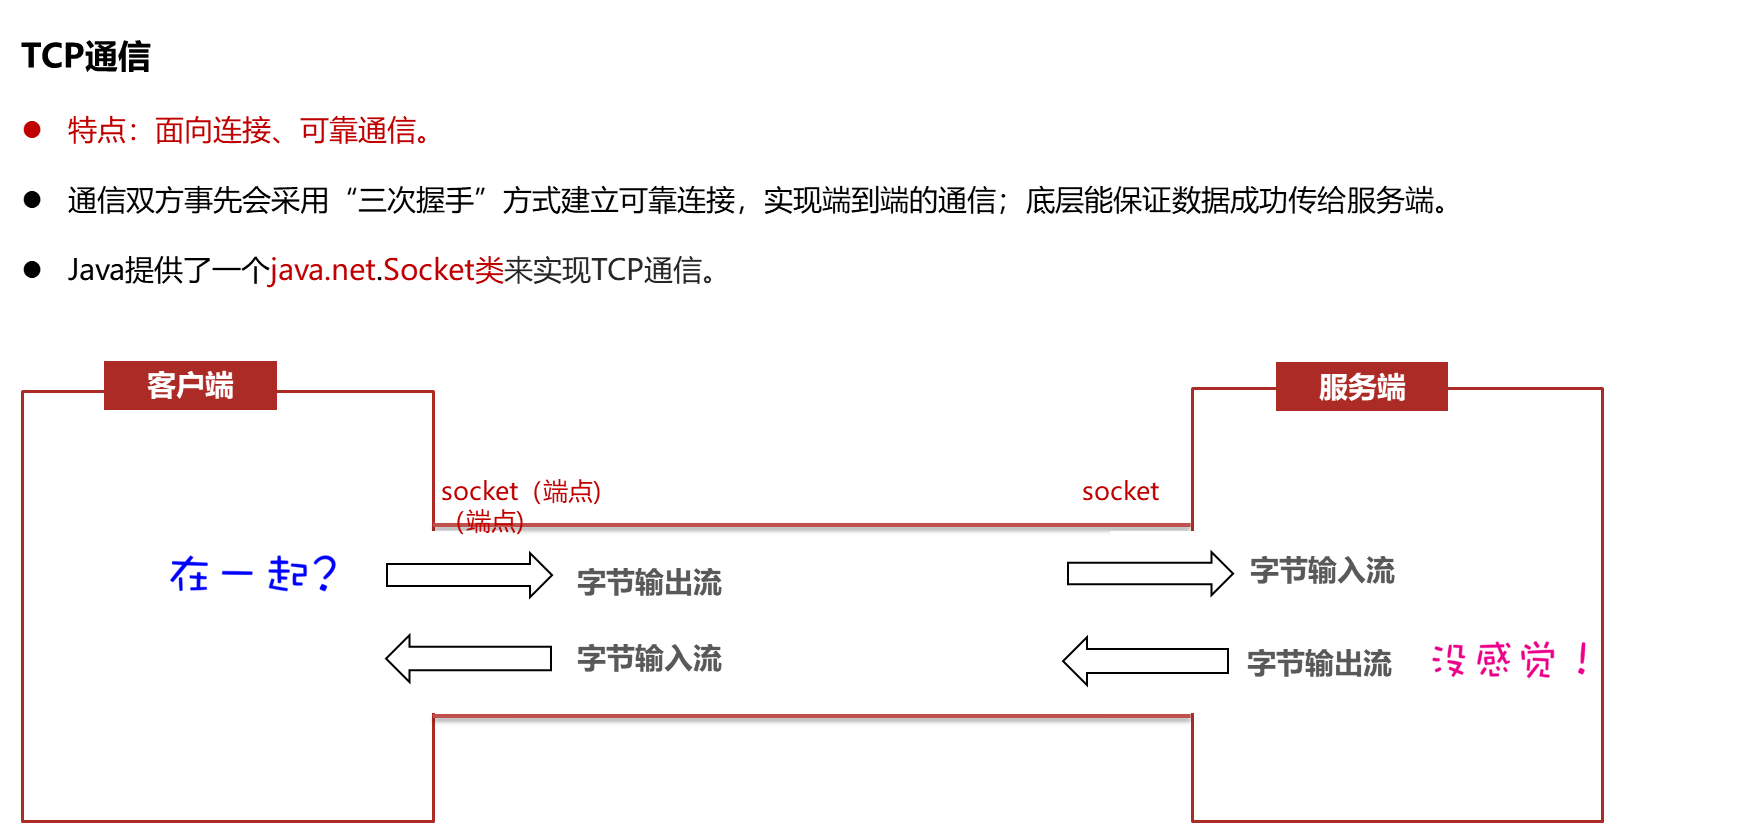 TCP通信
特点：面向连接、可靠通信。
通信双方事先会采用“三次握手”方式建立可靠连接，实现端到端的通信；底层能保证数据成功传给服务端。
Java提供了一个java.net.Socket类来实现TCP通信。
客户端
服务端
socket（端点）
（端点）
socket
在一起？
字节输出流
字节输入流
字节输入流
字节输出流
没感觉！